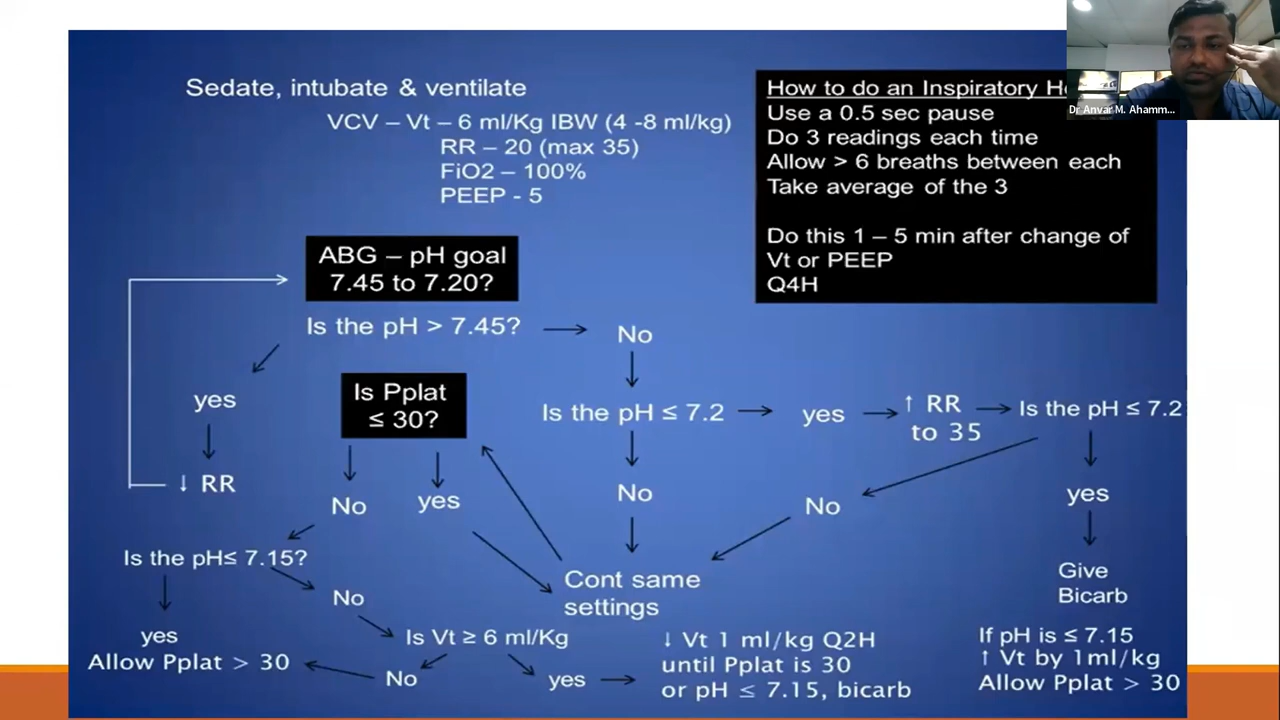 Sedate, intubate & ventilate
VCV – Vt – 6 ml/Kg IBW (4 -8 ml/kg)
RR – 20 (max 35)
FiO2 – 100%
PEEP - 5
How to do an Inspiratory
Use a 0.5 sec pause
Do 3 readings each time
Allow > 6 breaths between each
Take average of the 3
Do this 1 – 5 min after change of
Vt or PEEP
Q4H
Dr Anvar M. Ahamm...
ABG – pH goal
7.45 to 7.20?
Is the pH > 7.45?
No
yes
↓ RR
Is Pplat
≤ 30?
No
yes
Is the pH ≤ 7.2
yes
↑ RR
to 35
Is the pH ≤ 7.2
No
No
yes
Give
Bicarb
Cont same
settings
Is the pH≤ 7.15?
yes
Allow Pplat > 30
No
Is Vt ≥ 6 ml/Kg
No
yes
↓ Vt 1 ml/kg Q2H
until Pplat is 30
or pH ≤ 7.15, bicarb
If pH is ≤ 7.15
↑ Vt by 1ml/kg
Allow Pplat > 30